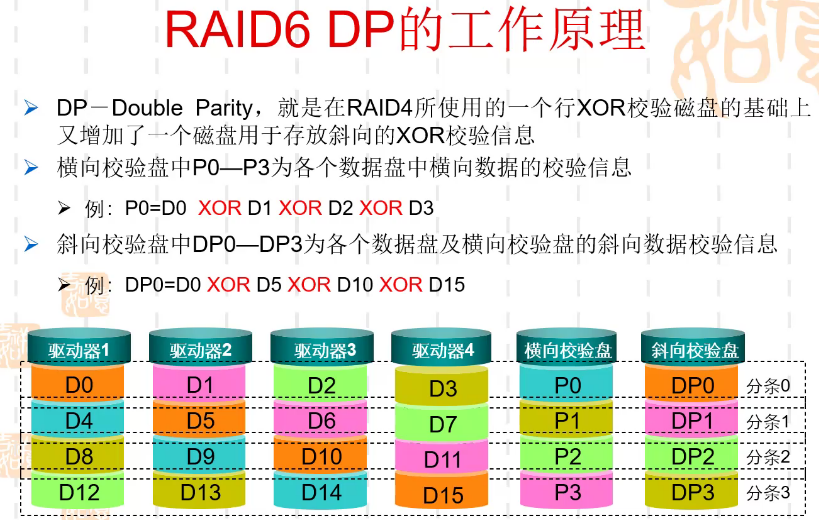 RAID6 DP的工作原理
DP－Double Parity，就是在RAID4所使用的一个行XOR校验磁盘的基础上
又增加了一个磁盘用于存放斜向的XOR校验信息
横向校验盘中P0—P3为各个数据盘中横向数据的校验信息
例：P0=D0 XOR D1 XOR D2 XOR D3
斜向校验盘中DP0—DP3为各个数据盘及横向校验盘的斜向数据校验信息
例：DP0=D0 XOR D5 XOR D10 XOR D15
驱动器1 驱动器2 驱动器3 驱动器4 横向校验盘 斜向校验盘
D0 D1 D2 D3 P0 DP0 分条0
D4 D5 D6 D7 P1 DP1 分条1
D8 D9 D10 D11 P2 DP2 分条2
D12 D13 D14 D15 P3 DP3 分条3